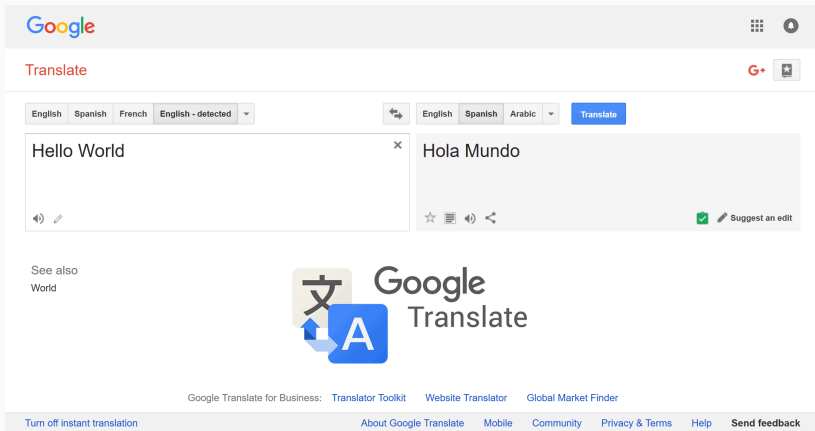 Google
Translate
G+
English Spanish French English - detected
English Spanish Arabic Translate
Hello World
Hola Mundo
Suggest an edit
See also
World
文 A
Google
Translate
Google Translate for Business: Translator Toolkit Website Translator Global Market Finder
Turn off instant translation About Google Translate Mobile Community Privacy & Terms Help Send feedback